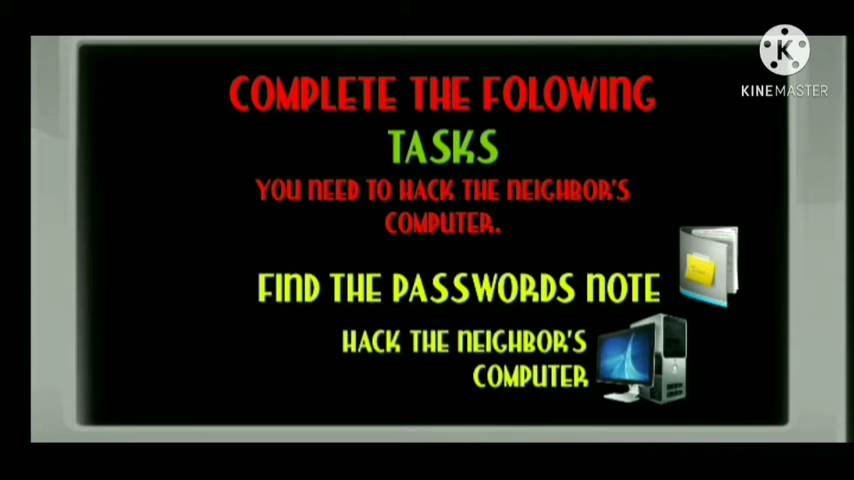 KINEMASTER
COMPLETE THE FOLOWING
TASKS
YOU NEED TO HACK THE NEIGHBOR'S
COMPUTER.
FIND THE PASSWORDS NOTE
HACK THE NEIGHBOR'S
COMPUTER